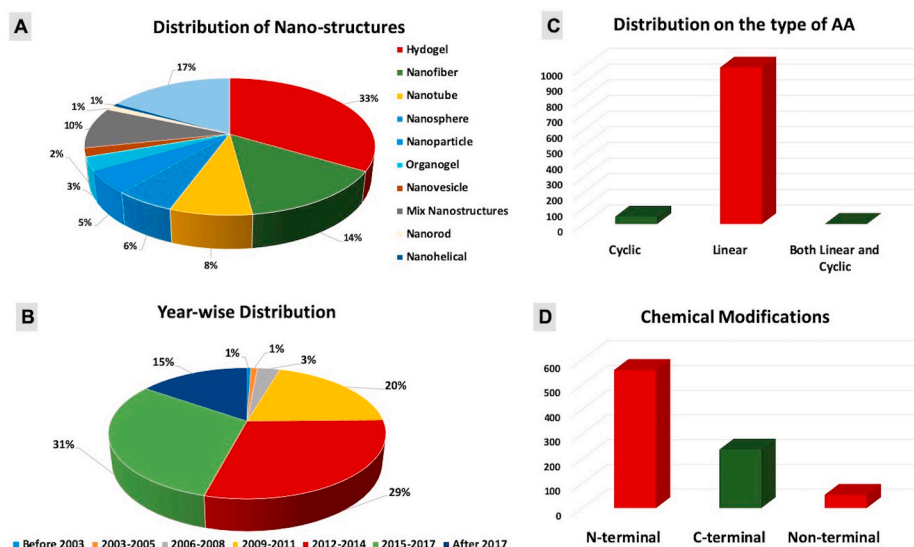 A
Distribution of Nano-structures
17%
1%
1%
10%
2%
3%
5%
6%
8%
14%
33%
Hydogel
Nanofiber
Nanotube
Nanosphere
Nanoparticle
Organogel
Nanovesicle
Mix Nanostructures
Nanorod
Nanohelical
B
Year-wise Distribution
15%
1%
1%
3%
20%
31%
29%
Before 2003 2003-2005 2006-2008 2009-2011 2012-2014 2015-2017 After 2017
C
Distribution on the type of AA
1000
900
800
700
600
500
400
300
200
100
0
Cyclic
Linear
Both Linear and
Cyclic
D
Chemical Modifications
600
500
400
300
200
100
0
N-terminal
C-terminal
Non-terminal